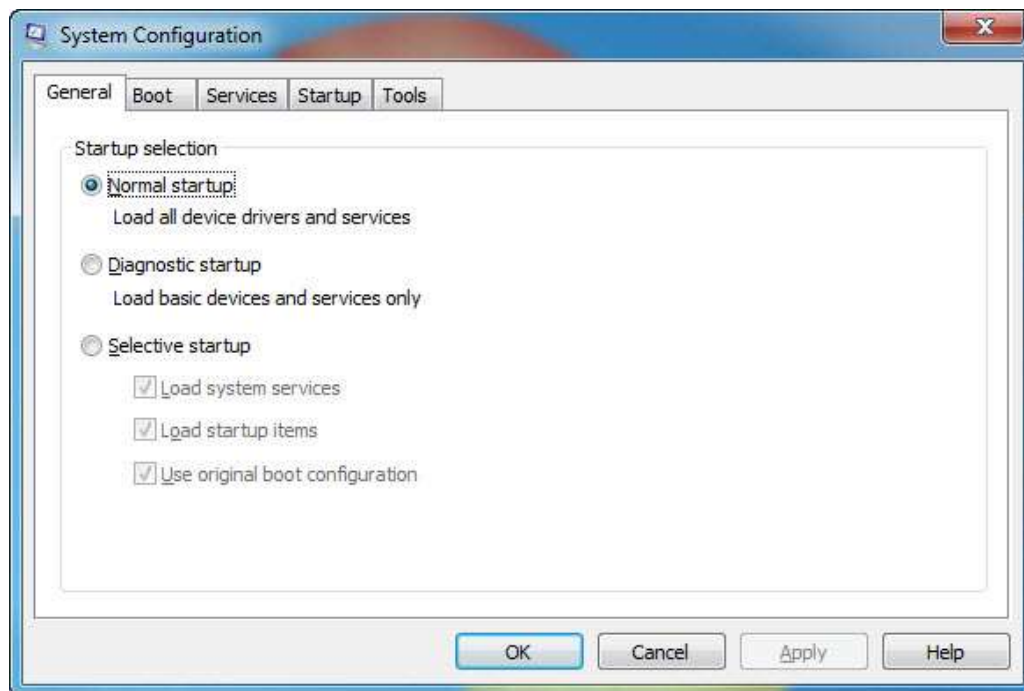 System Configuration
General Boot Services Startup Tools
Startup selection
Normal startup
Load all device drivers and services
Diagnostic startup
Load basic devices and services only
Selective startup
Load system services
Load startup items
Use original boot configuration
OK Cancel Apply Help